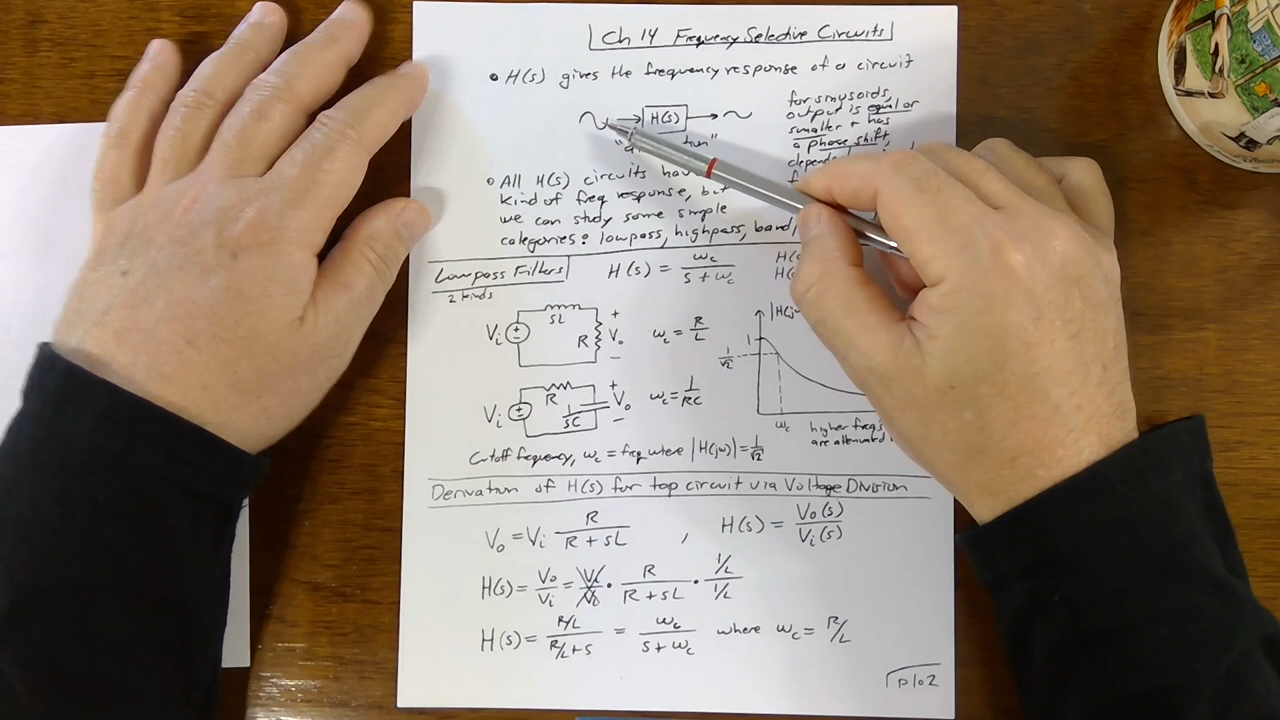 Ch 14 Frequency Selective Circuits
• H(s) gives the frequency response of a circuit
H(s)
for sinusoids,
output is equal or
smaller + has
a phase shift,
• All H(s) circuits
kind of freq response, but
we can study some simple
categories: lowpass, highpass, band,
Lowpass Filters
2 kinds
H(s) = ωc / (s + ωc)
Vi sL R + Vo − ωc = R/L
Vi R 1/sC + Vo − ωc = 1/RC
1
1/√2
ωc
higher freq's
are attenuated
Cutoff frequency, ωc = freq where |H(jω)| = 1/√2
Derivation of H(s) for top circuit via Voltage DIVISION
Vo = Vi R / (R + sL) , H(s) = Vo(s) / Vi(s)
H(s) = Vo/Vi = Vi/Vi • R / (R + sL) • 1/L / 1/L
H(s) = R/L / (R/L + s) = ωc / (s + ωc) where ωc = R/L
p1o2